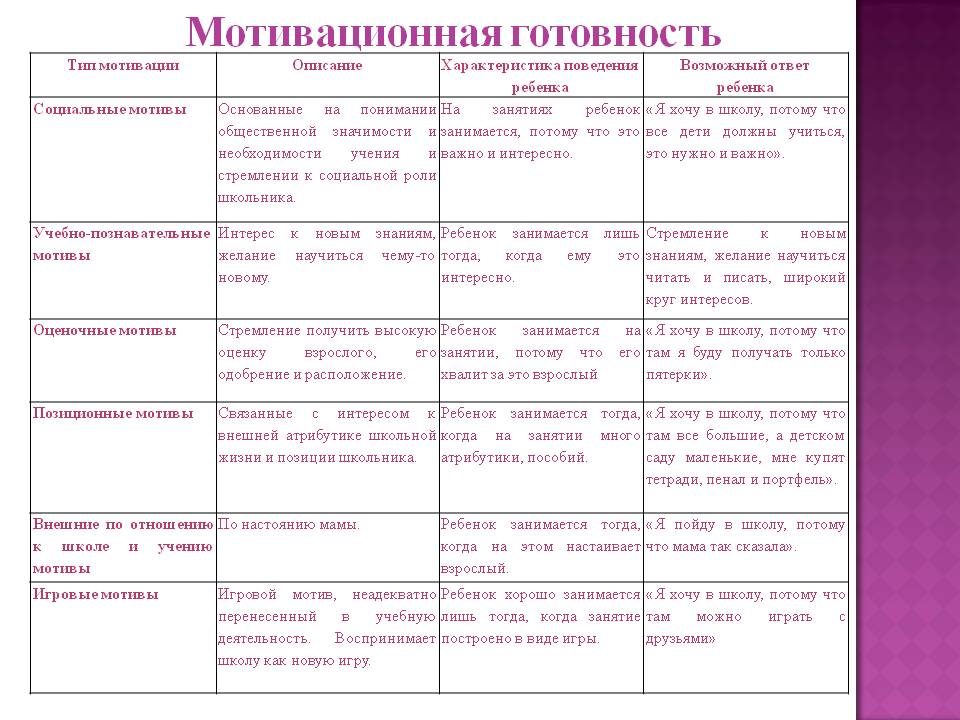 Мотивационная готовность
Тип мотивации
Описание
Характеристика поведения
ребенка
Возможный ответ
ребенка
Социальные мотивы
Основанные на понимании
общественной значимости и
необходимости учения и
стремлении к социальной роли
школьника.
На занятиях ребенок
занимается, потому что это
важно и интересно.
«Я хочу в школу, потому что
все дети должны учиться,
это нужно и важно».
Учебно-познавательные
мотивы
Интерес к новым знаниям,
желание научиться чему-то
новому.
Ребенок занимается лишь
тогда, когда ему это
интересно.
Стремление к новым
знаниям, желание научиться
читать и писать, широкий
круг интересов.
Оценочные мотивы
Стремление получить высокую
оценку взрослого, его
одобрение и расположение.
Ребенок занимается на
занятии, потому что его
хвалит за это взрослый
«Я хочу в школу, потому что
там я буду получать только
пятерки».
Позиционные мотивы
Связанные с интересом к
внешней атрибутике школьной
жизни и позиции школьника.
Ребенок занимается тогда,
когда на занятии много
атрибутики, пособий.
«Я хочу в школу, потому что
там все большие, а детском
саду маленькие, мне купят
тетради, пенал и портфель».
Внешние по отношению
к школе и учению
мотивы
По настоянию мамы.
Ребенок занимается тогда,
когда на этом настаивает
взрослый.
«Я пойду в школу, потому
что мама так сказала».
Игровые мотивы
Игровой мотив, неадекватно
перенесенный в учебную
деятельность. Воспринимает
школу как новую игру.
Ребенок хорошо занимается
лишь тогда, когда занятие
построено в виде игры.
«Я хочу в школу, потому что
там можно играть с
друзьями»